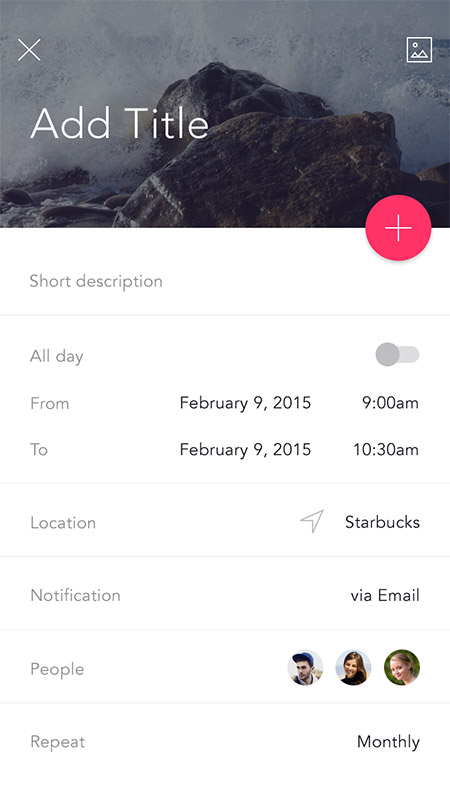 Add Title
Short description
All day
From February 9, 2015 9:00am
To February 9, 2015 10:30am
Location Starbucks
Notification via Email
People
Repeat Monthly